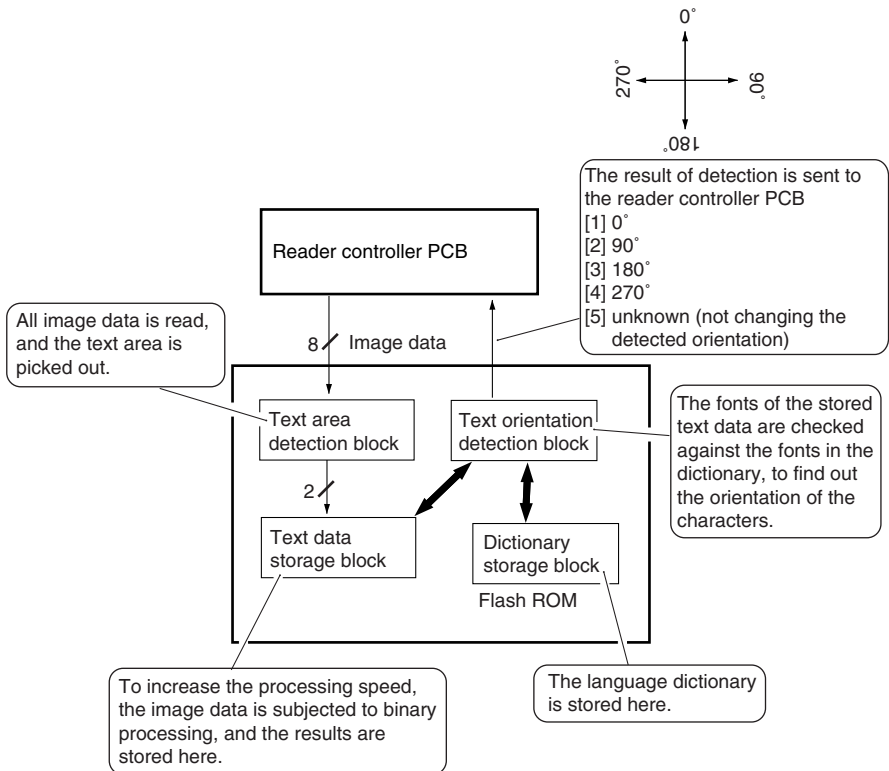 0°
270°
90°
180°
The result of detection is sent to
the reader controller PCB
[1] 0°
[2] 90°
[3] 180°
[4] 270°
[5] unknown (not changing the
detected orientation)
Reader controller PCB
All image data is read,
and the text area is
picked out.
8
Image data
Text area
detection block
Text orientation
detection block
The fonts of the stored
text data are checked
against the fonts in the
dictionary, to find out
the orientation of the
characters.
2
Text data
storage block
Dictionary
storage block
Flash ROM
To increase the processing speed,
the image data is subjected to binary
processing, and the results are
stored here.
The language dictionary
is stored here.